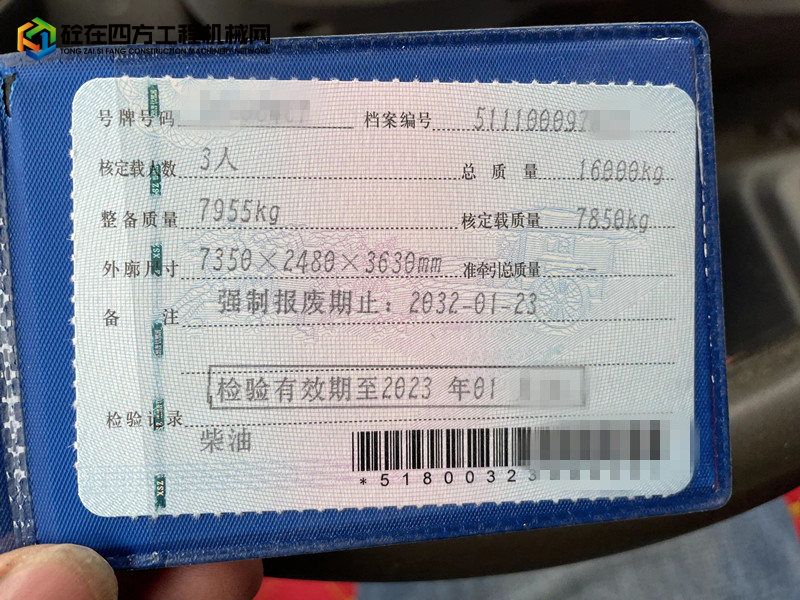 砼在四方工程机械网
TONG ZAI SI FANG CONSTRUCTION MACHINERY NETWORK
号牌号码 档案编号 511100097
核定载人数 3人 总质量 16000kg
整备质量 7955kg 核定载质量 7850kg
外廓尺寸 7350×2480×3630mm 准牵引总质量 --
备注 强制报废期止：2032-01-23
检验有效期至2023 年01
检验记录
柴油
*51800323
XSZ